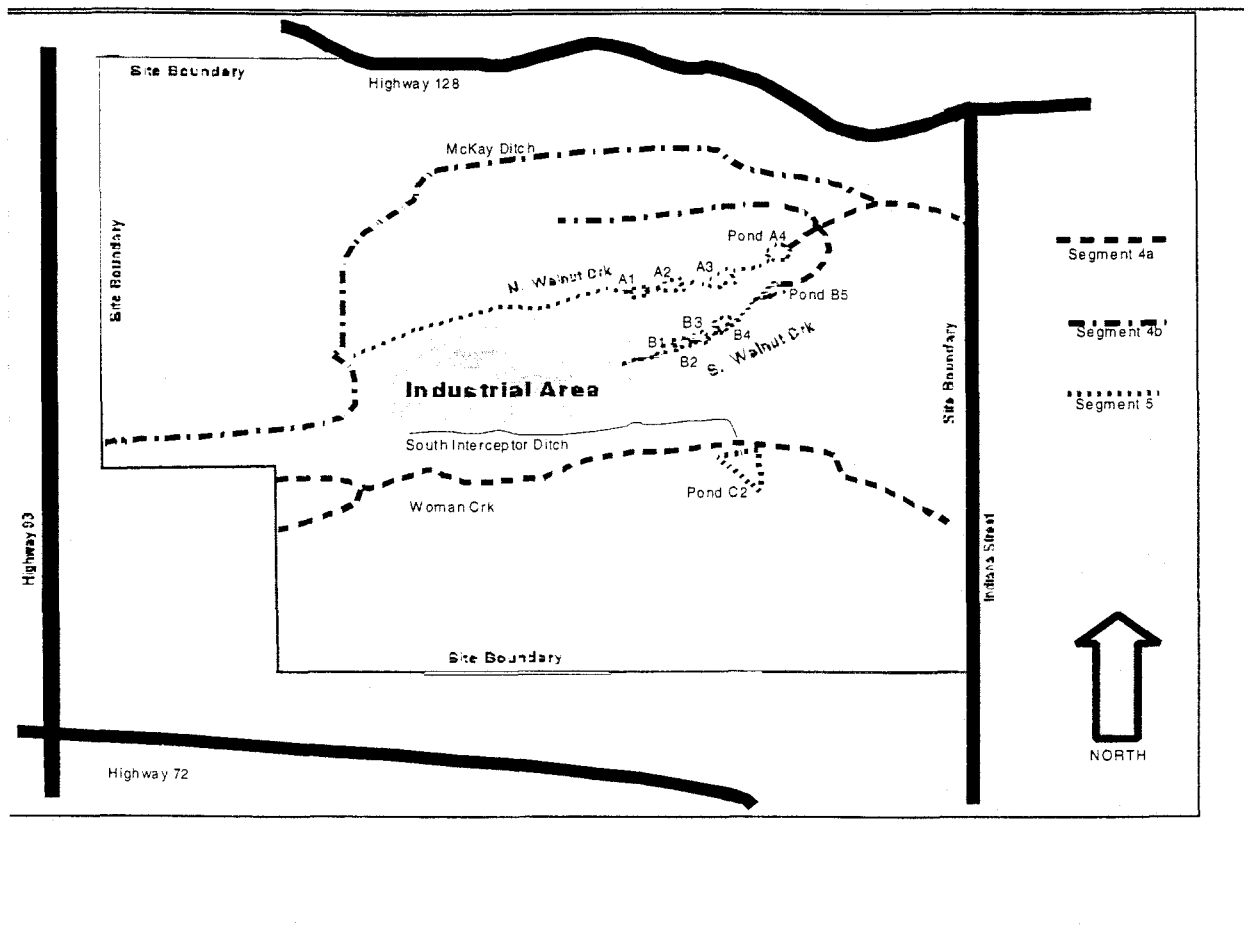 Site Boundary
Highway 128
McKay Ditch
Site Boundary
Pond A4
N. Walnut Crk
A1
A2
A3
Segment 4a
Pond B5
B3
B4
B1
B2
S. Walnut Crk
Segment 4b
Industrial Area
Site Boundary
Segment 5
South Interceptor Ditch
Pond C2
Woman Crk
Highway 93
Indiana Street
Site Boundary
NORTH
Highway 72